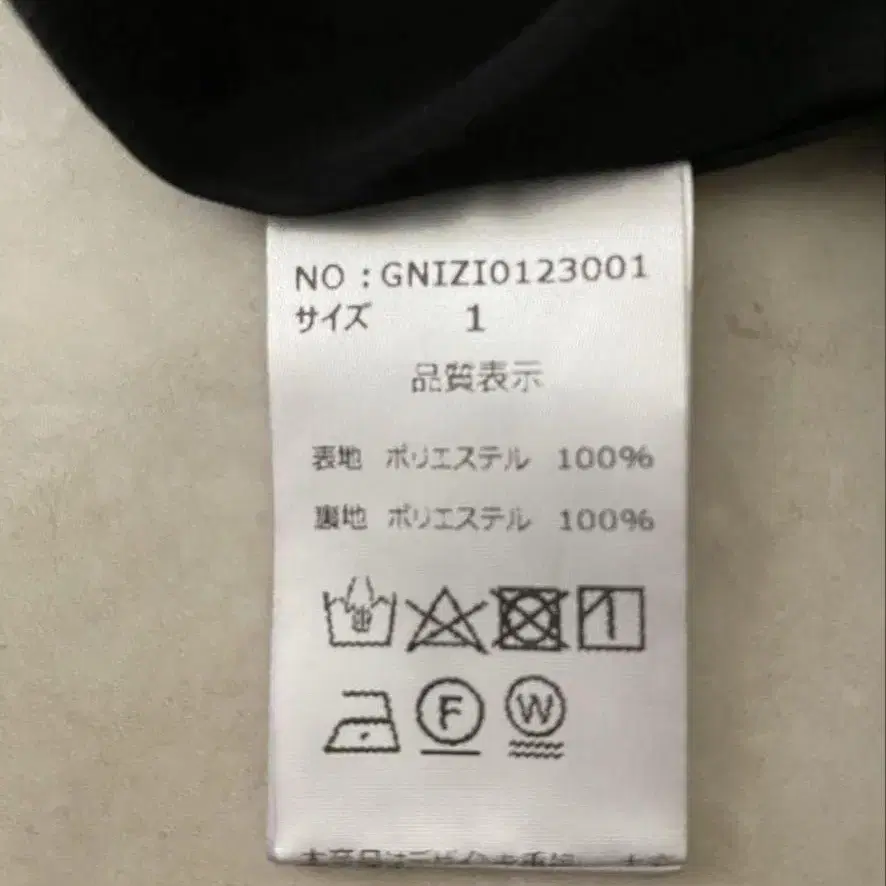 NO : GNIZI0123001
サイズ 1
品質表示
表地 ポリエステル 100%
裏地 ポリエステル 100%
F W